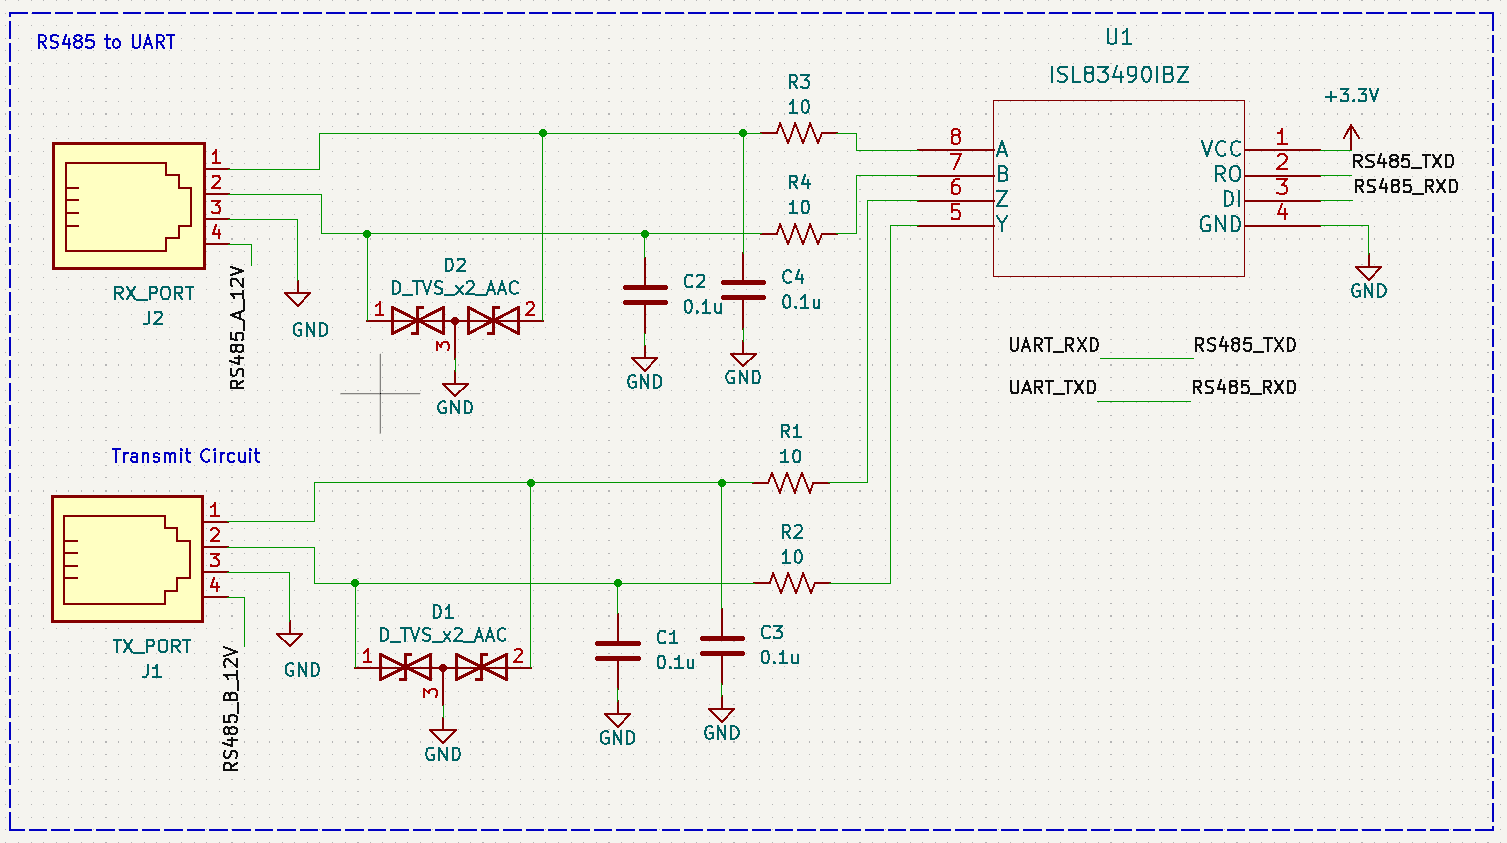 RS485 to UART
U1
ISL83490IBZ
R3
10
+3.3V
8 A VCC 1
7 B RO 2 RS485_TXD
6 Z DI 3 RS485_RXD
5 Y GND 4
GND
1
2
3
4
R4
10
RX_PORT
J2
RS485_A_12V
GND
D2
D_TVS_x2_AAC
1 2
3
GND
C2
0.1u
GND
C4
0.1u
GND
UART_RXD RS485_TXD
UART_TXD RS485_RXD
Transmit Circuit
R1
10
1
2
3
4
R2
10
TX_PORT
J1
RS485_B_12V
GND
D1
D_TVS_x2_AAC
1 2
3
GND
C1
0.1u
GND
C3
0.1u
GND